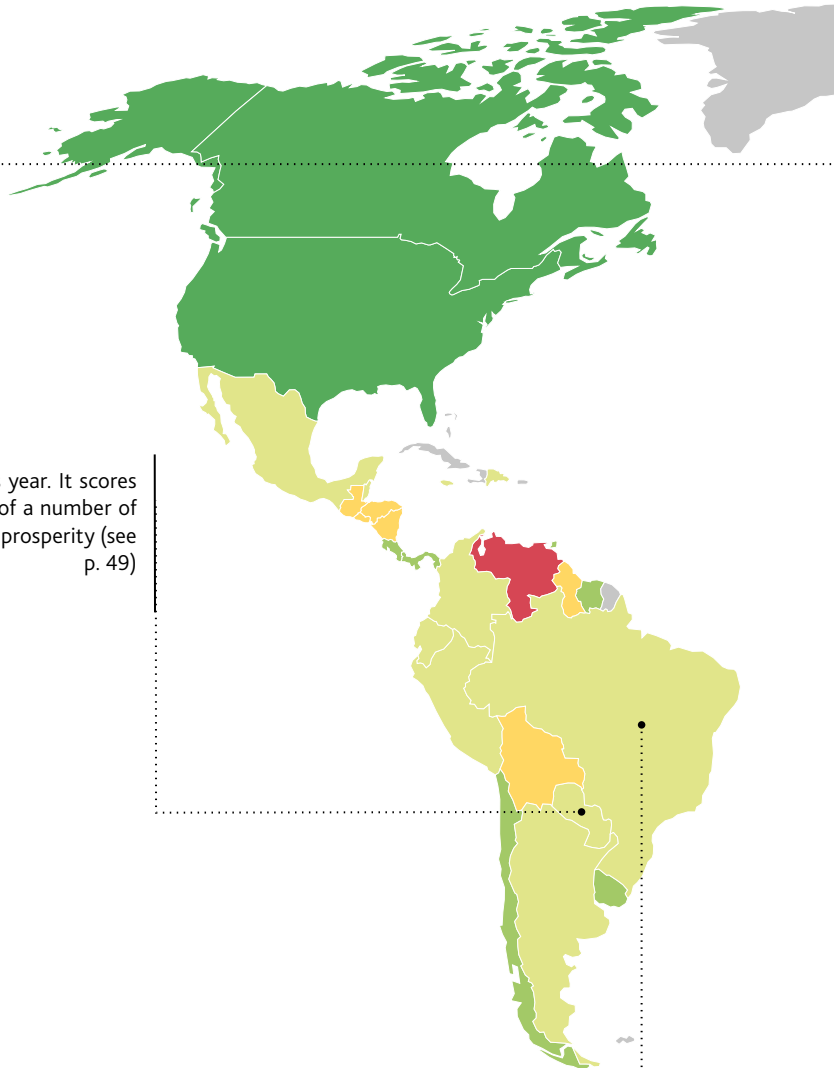 year. It scores
of a number of
prosperity (see
p. 49)